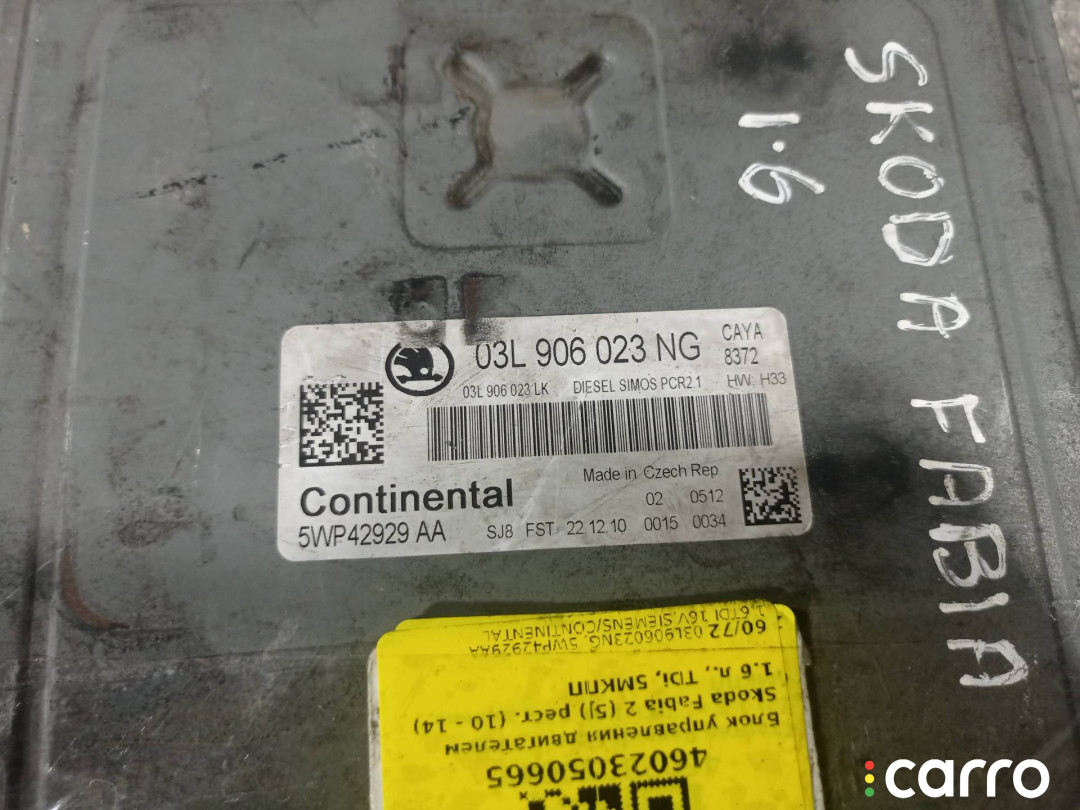 SKODA FABIA
1.6
03L 906 023 NG
CAYA
8372
03L 906 023 LK DIESEL SIMOS PCR2.1 HW: H33
Made in Czech Rep.
Continental
02 0512
5WP42929 AA SJ8 FST 22.12.10 0015 0034
46023050665
Блок управления двигателем
Skoda Fabia 2 (5J) рест. (10 - 14)
1.6 л., TDi, 5МКПП
60/72 03L906023NG, 5WP42929AA
1.6TDI 16V,SIEMENS/CONTINENTAL
carro